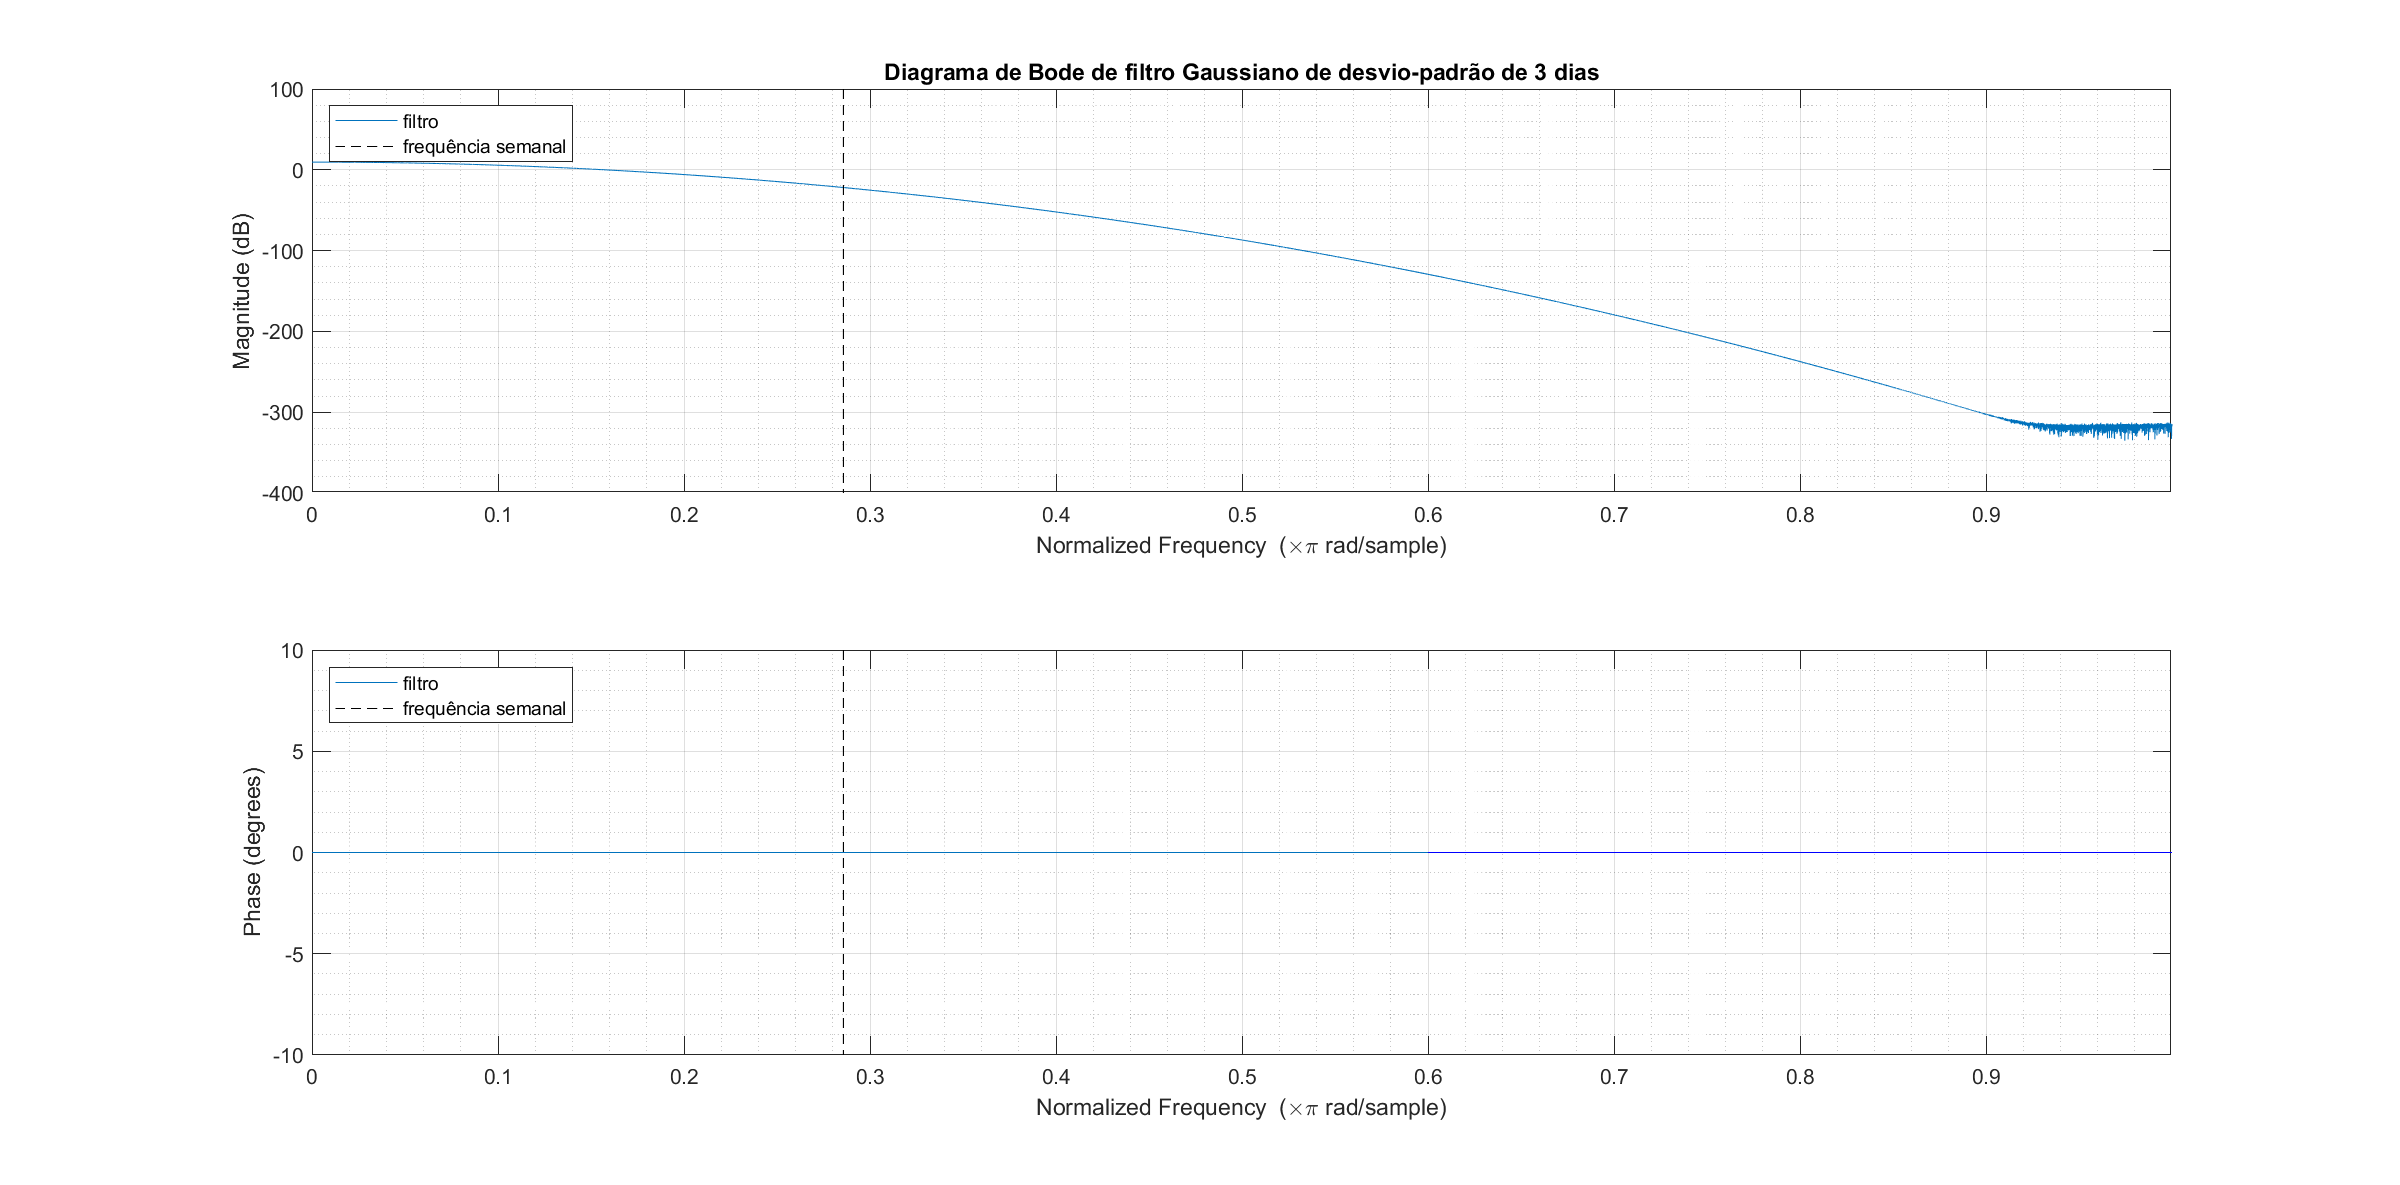 Diagrama de Bode de filtro Gaussiano de desvio-padrão de 3 dias
100
0
-100
-200
-300
-400
Magnitude (dB)
filtro
frequência semanal
0 0.1 0.2 0.3 0.4 0.5 0.6 0.7 0.8 0.9
Normalized Frequency (×π rad/sample)
10
5
0
-5
-10
Phase (degrees)
filtro
frequência semanal
0 0.1 0.2 0.3 0.4 0.5 0.6 0.7 0.8 0.9
Normalized Frequency (×π rad/sample)